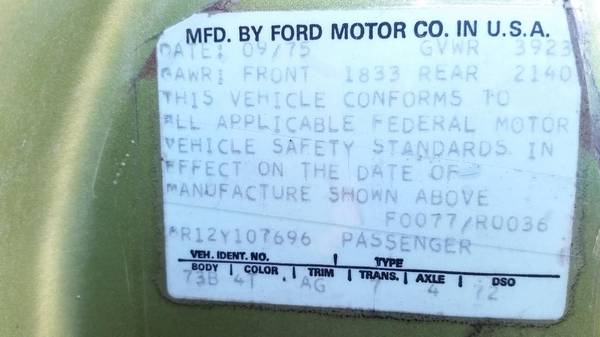 MFD. BY FORD MOTOR CO. IN U.S.A.
DATE: 09/75 GVWR 3923
GAWR: FRONT 1833 REAR 2140
THIS VEHICLE CONFORMS TO
ALL APPLICABLE FEDERAL MOTOR
VEHICLE SAFETY STANDARDS IN
EFFECT ON THE DATE OF
MANUFACTURE SHOWN ABOVE
F0077/R0036
6R12Y107696 PASSENGER
VEH. IDENT. NO. TYPE
BODY COLOR TRIM TRANS. AXLE DSO
73B 41 AG 7 4 72